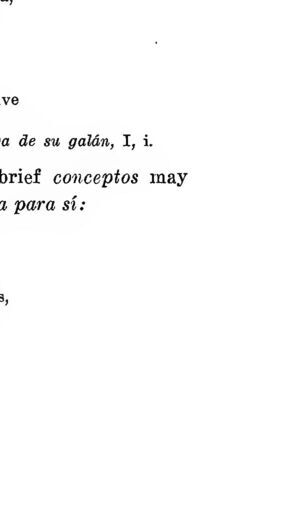 ve
a de su galán, I, i.
brief conceptos may
a para sí:
s,